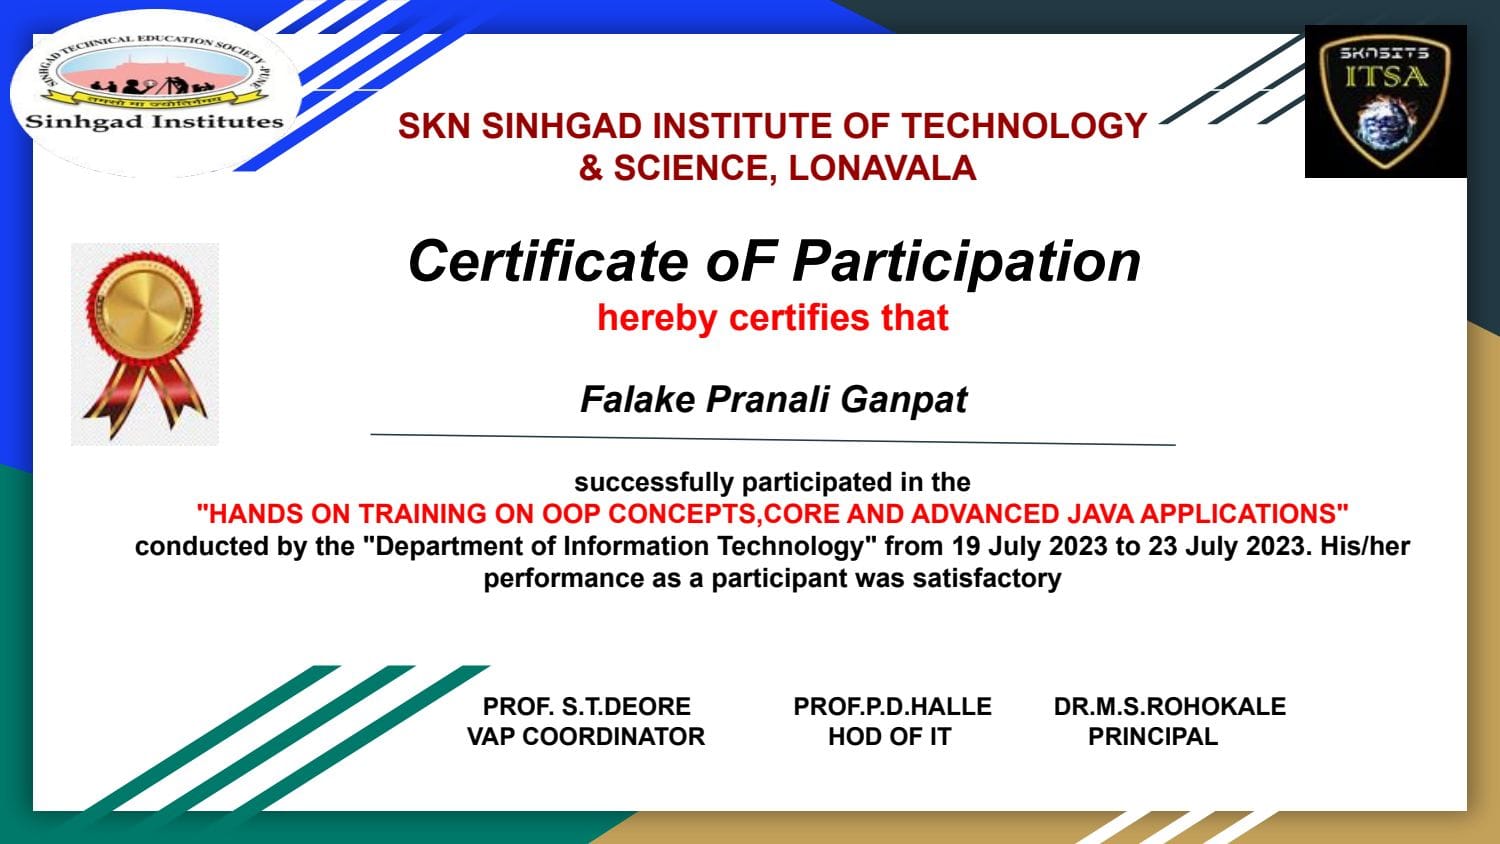 SINHGAD TECHNICAL EDUCATION SOCIETY, PUNE
तमसो मा ज्योतिर्गमय
Sinhgad Institutes
SKNSITS
ITSA
SKN SINHGAD INSTITUTE OF TECHNOLOGY
& SCIENCE, LONAVALA
Certificate oF Participation
hereby certifies that
Falake Pranali Ganpat
successfully participated in the
"HANDS ON TRAINING ON OOP CONCEPTS,CORE AND ADVANCED JAVA APPLICATIONS"
conducted by the "Department of Information Technology" from 19 July 2023 to 23 July 2023. His/her
performance as a participant was satisfactory
PROF. S.T.DEORE PROF.P.D.HALLE DR.M.S.ROHOKALE
VAP COORDINATOR HOD OF IT PRINCIPAL